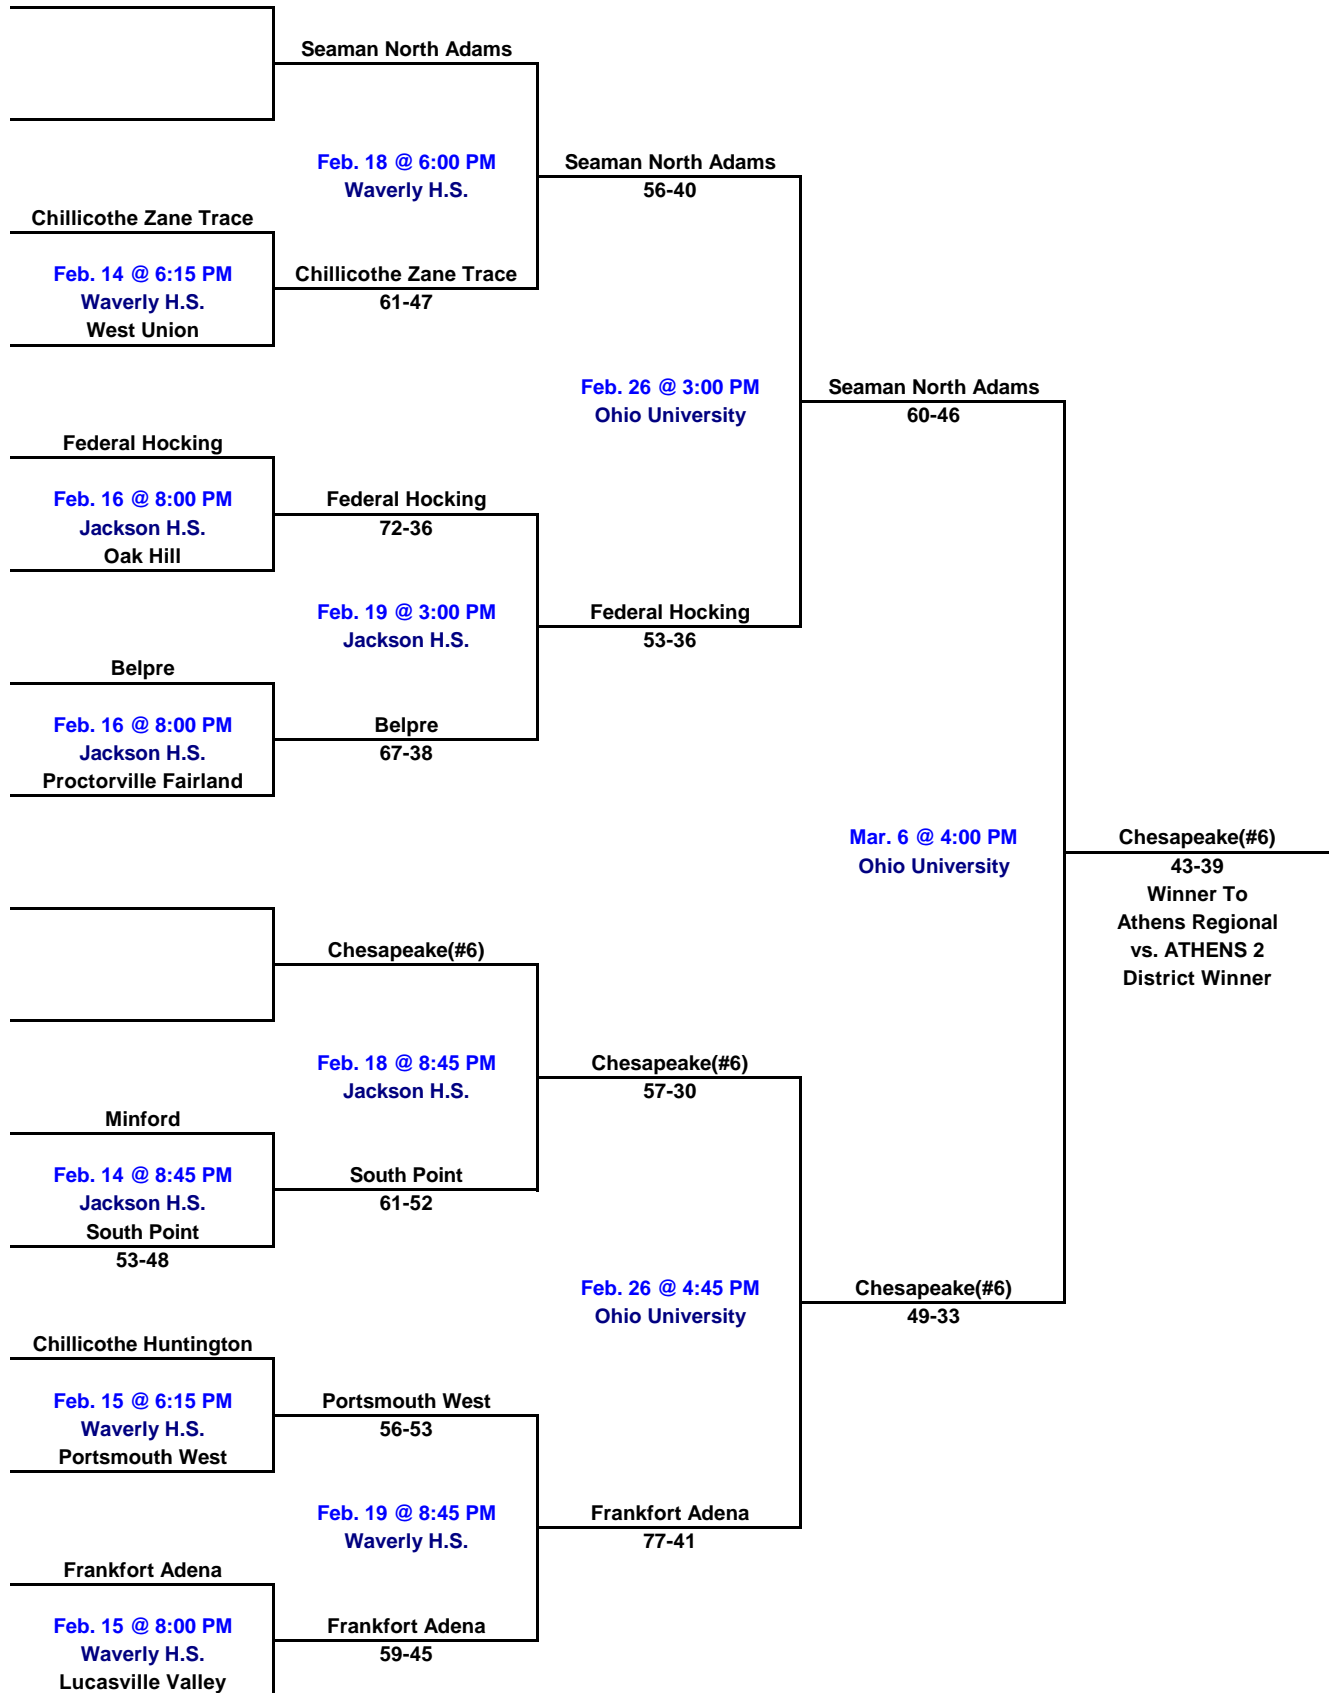 Seaman North Adams
Feb. 18 @ 6:00 PM
Seaman North Adams
Waverly H.S.
56-40
Chillicothe Zane Trace
Feb. 14 @ 6:15 PM
Chillicothe Zane Trace
Waverly H.S.
61-47
West Union
Feb. 26 @ 3:00 PM
Seaman North Adams
Ohio University
60-46
Federal Hocking
Feb. 16 @ 8:00 PM
Federal Hocking
Jackson H.S.
72-36
Oak Hill
Feb. 19 @ 3:00 PM
Federal Hocking
Jackson H.S.
53-36
Belpre
Feb. 16 @ 8:00 PM
Belpre
Jackson H.S.
67-38
Proctorville Fairland
Mar. 6 @ 4:00 PM
Chesapeake(#6)
Ohio University
43-39
Winner To
Athens Regional
vs. ATHENS 2
District Winner
Chesapeake(#6)
Feb. 18 @ 8:45 PM
Chesapeake(#6)
Jackson H.S.
57-30
Minford
Feb. 14 @ 8:45 PM
South Point
Jackson H.S.
61-52
South Point
53-48
Feb. 26 @ 4:45 PM
Chesapeake(#6)
Ohio University
49-33
Chillicothe Huntington
Feb. 15 @ 6:15 PM
Portsmouth West
Waverly H.S.
56-53
Portsmouth West
Feb. 19 @ 8:45 PM
Frankfort Adena
Waverly H.S.
77-41
Frankfort Adena
Feb. 15 @ 8:00 PM
Frankfort Adena
Waverly H.S.
59-45
Lucasville Valley